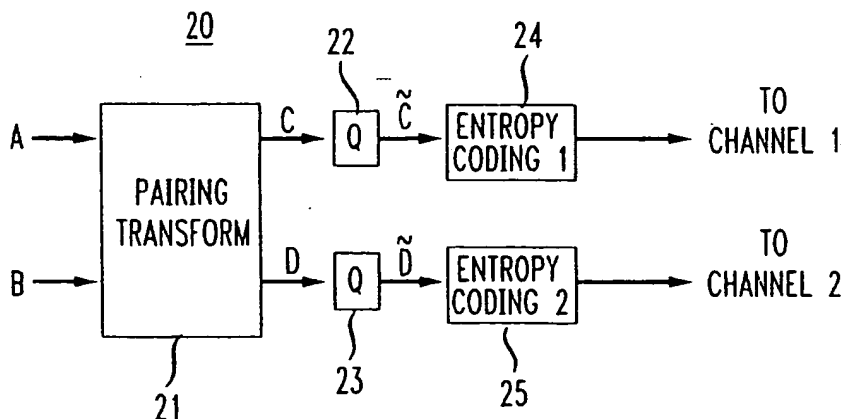 20
22
24
A
C
Q
C̃
ENTROPY
CODING 1
TO
CHANNEL 1
PAIRING
TRANSFORM
B
D
Q
D̃
ENTROPY
CODING 2
TO
CHANNEL 2
21
23
25